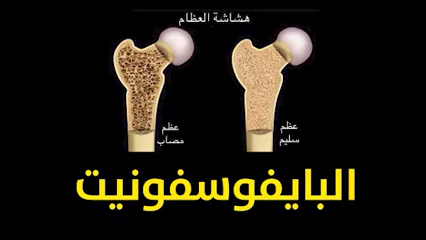 هشاشة العظام
عظم سليم
عظم مصاب
البايفوسفونيت